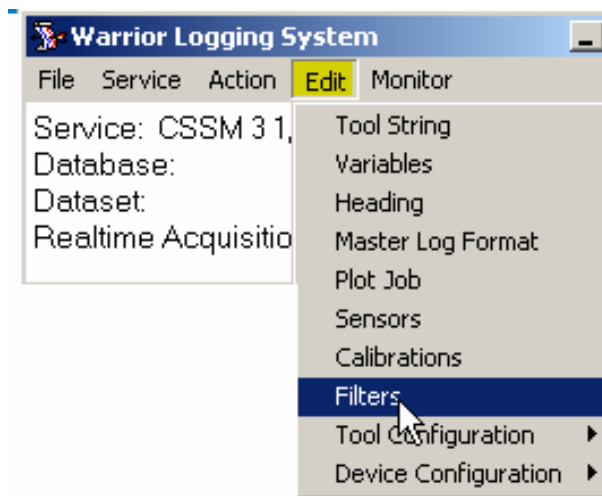 Warrior Logging System
File Service Action Edit Monitor
Service: CSSM 3 1,
Database:
Dataset:
Realtime Acquisitio
Tool String
Variables
Heading
Master Log Format
Plot Job
Sensors
Calibrations
Filters
Tool Configuration
Device Configuration